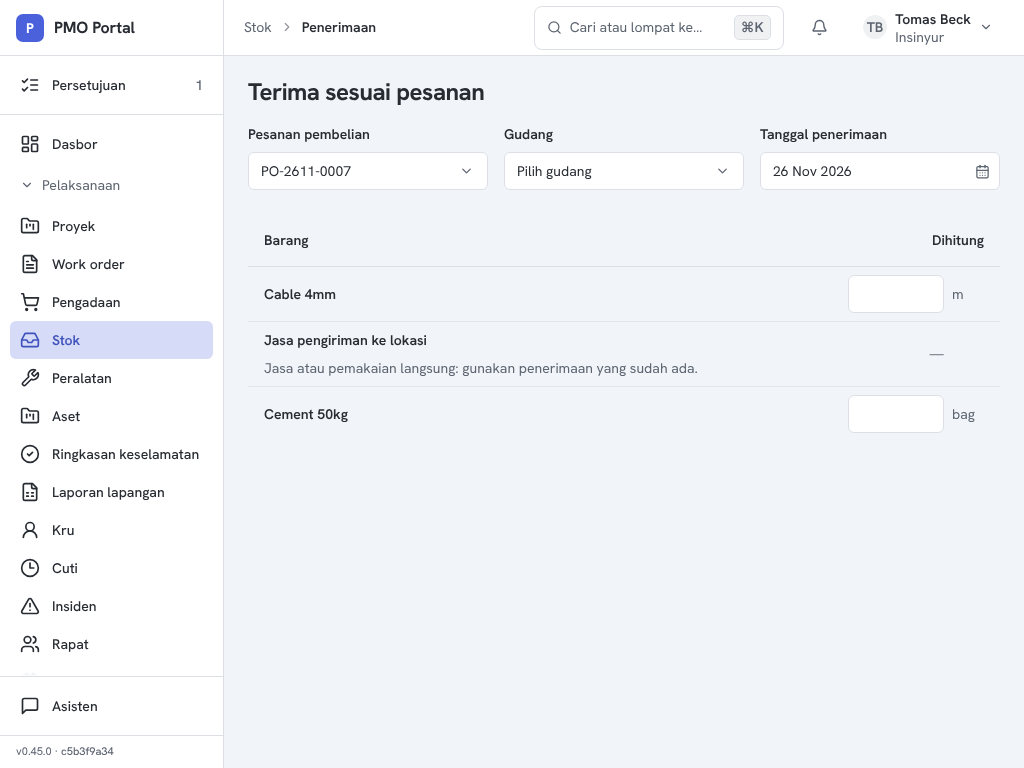 P PMO Portal
Stok > Penerimaan
Cari atau lompat ke... ⌘K
TB Tomas Beck
Insinyur
Persetujuan 1
Dasbor
Pelaksanaan
Proyek
Work order
Pengadaan
Stok
Peralatan
Aset
Ringkasan keselamatan
Laporan lapangan
Kru
Cuti
Insiden
Rapat
Asisten
v0.45.0 · c5b3f9a34
Terima sesuai pesanan
Pesanan pembelian Gudang Tanggal penerimaan
PO-2611-0007 Pilih gudang 26 Nov 2026
Barang Dihitung
Cable 4mm m
Jasa pengiriman ke lokasi —
Jasa atau pemakaian langsung: gunakan penerimaan yang sudah ada.
Cement 50kg bag